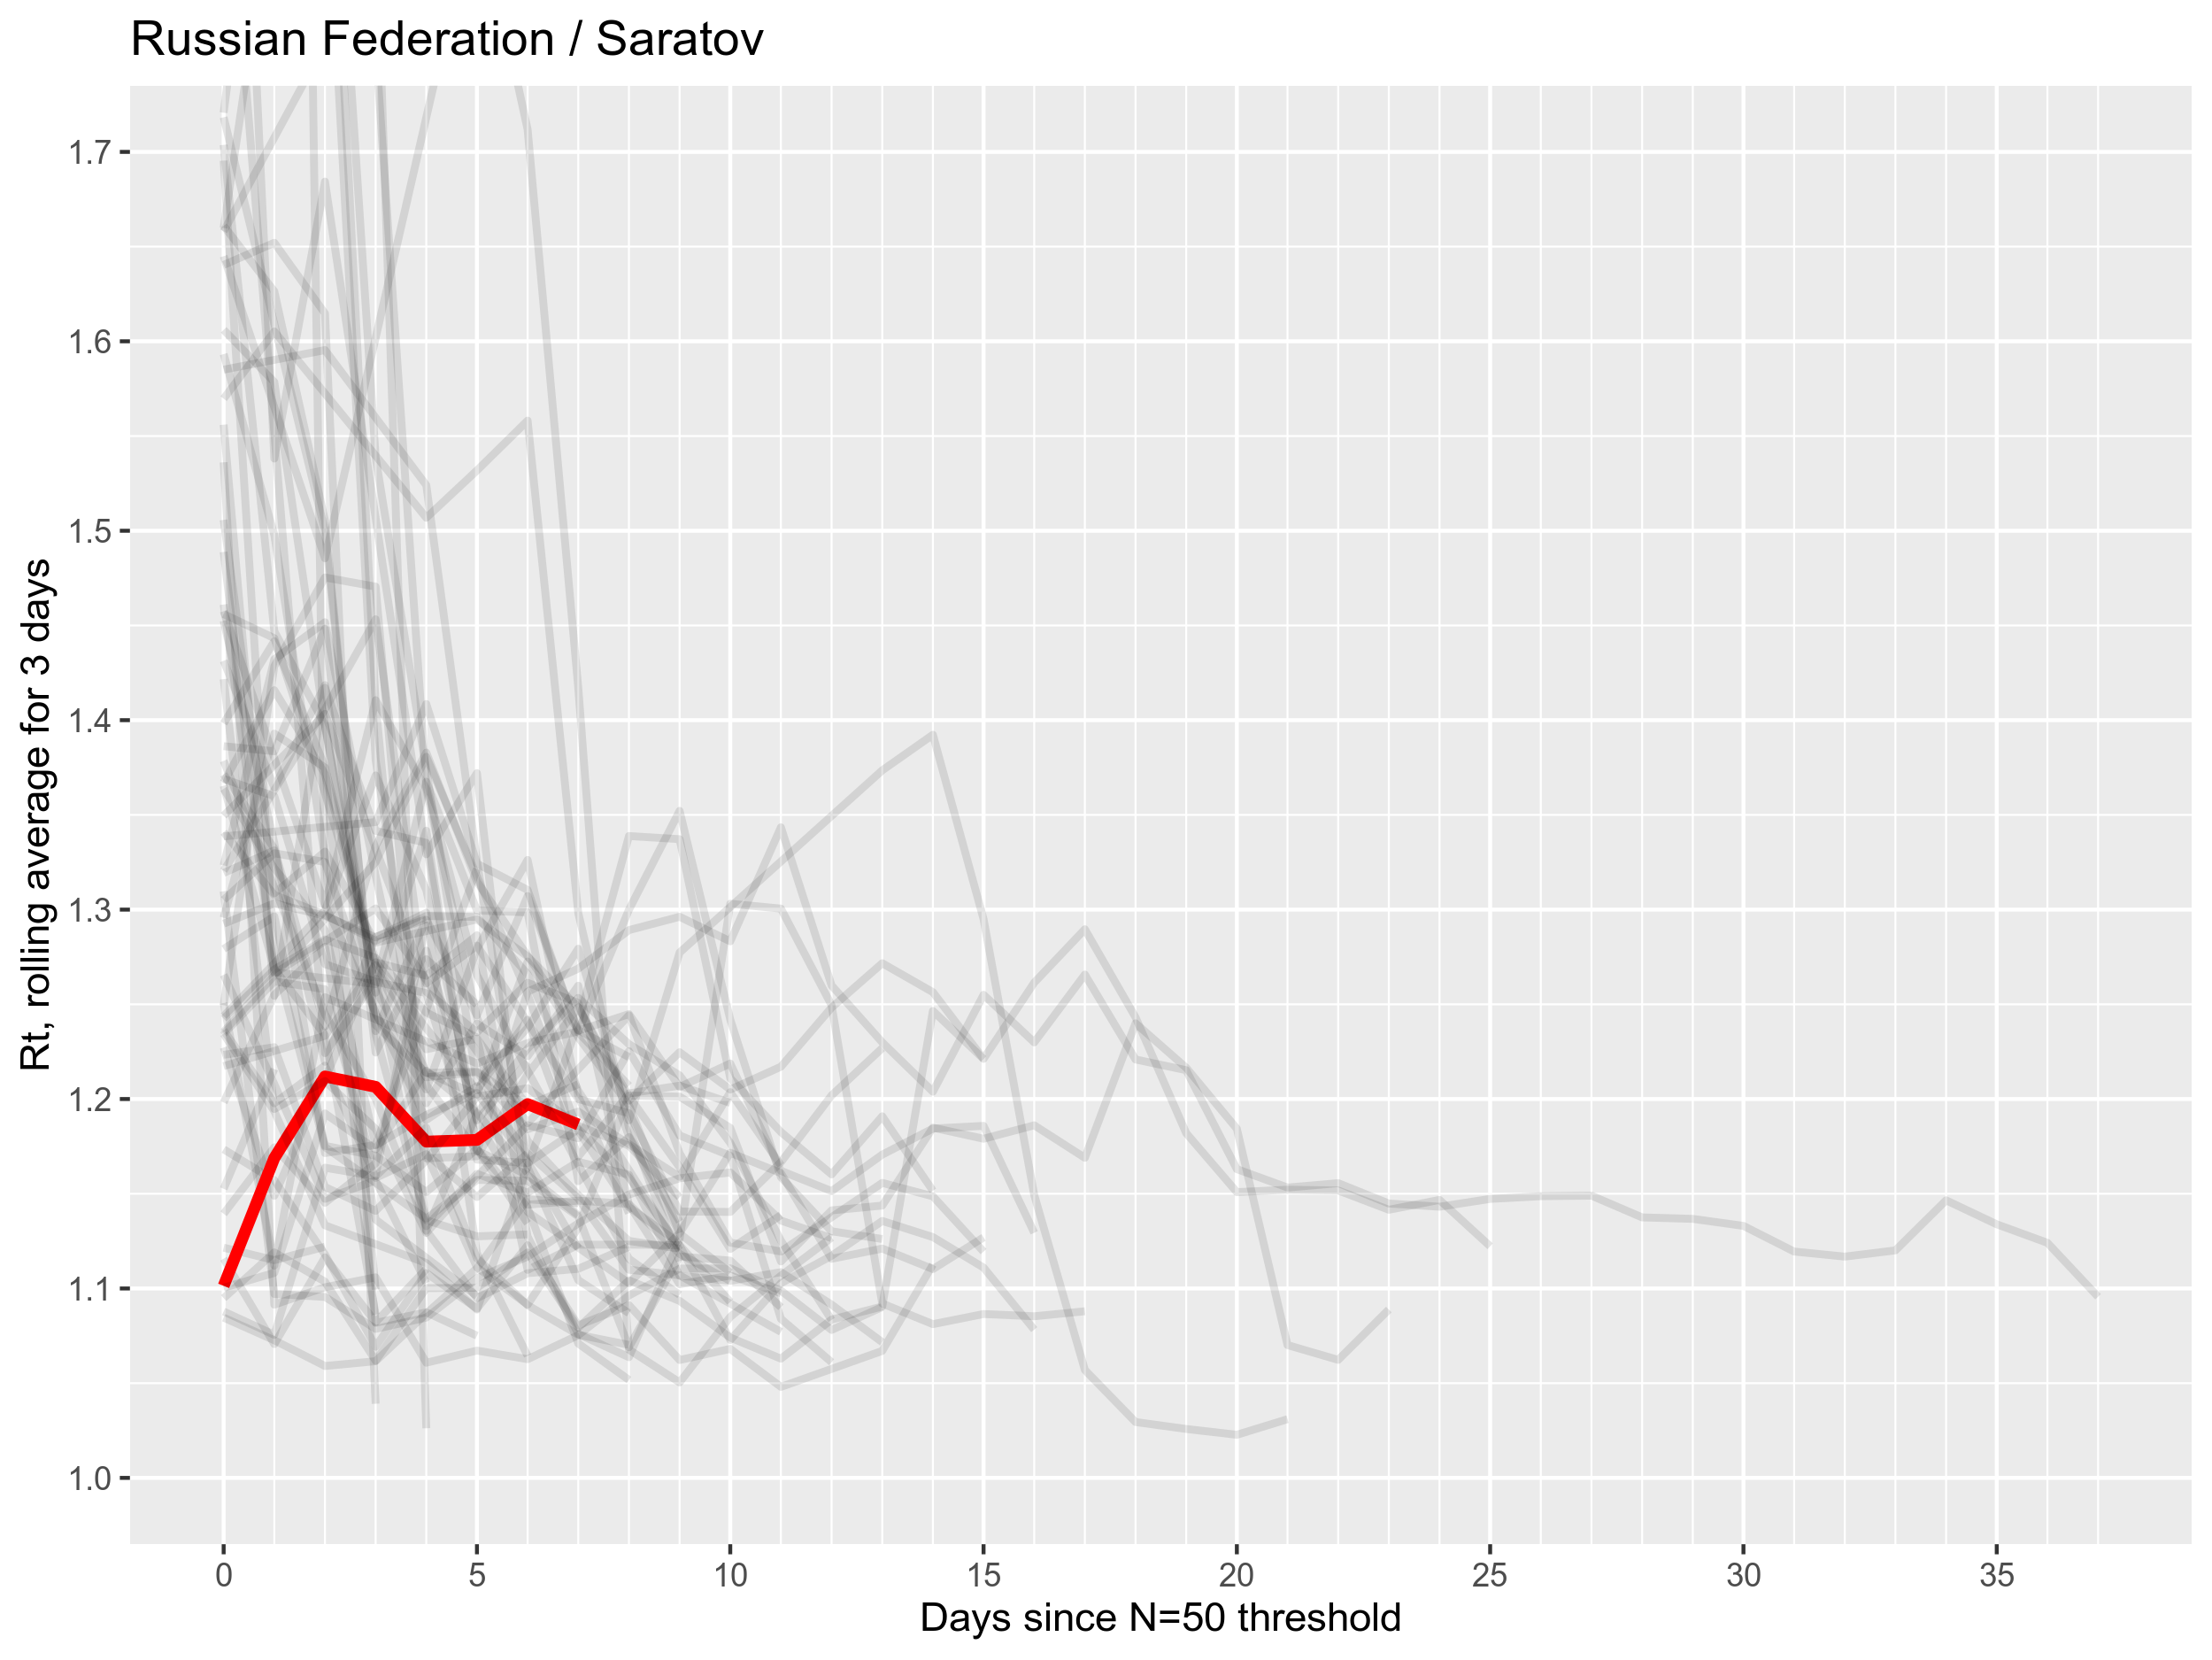 Russian Federation / Saratov
Rt, rolling average for 3 days
1.7
1.6
1.5
1.4
1.3
1.2
1.1
1.0
0 5 10 15 20 25 30 35
Days since N=50 threshold